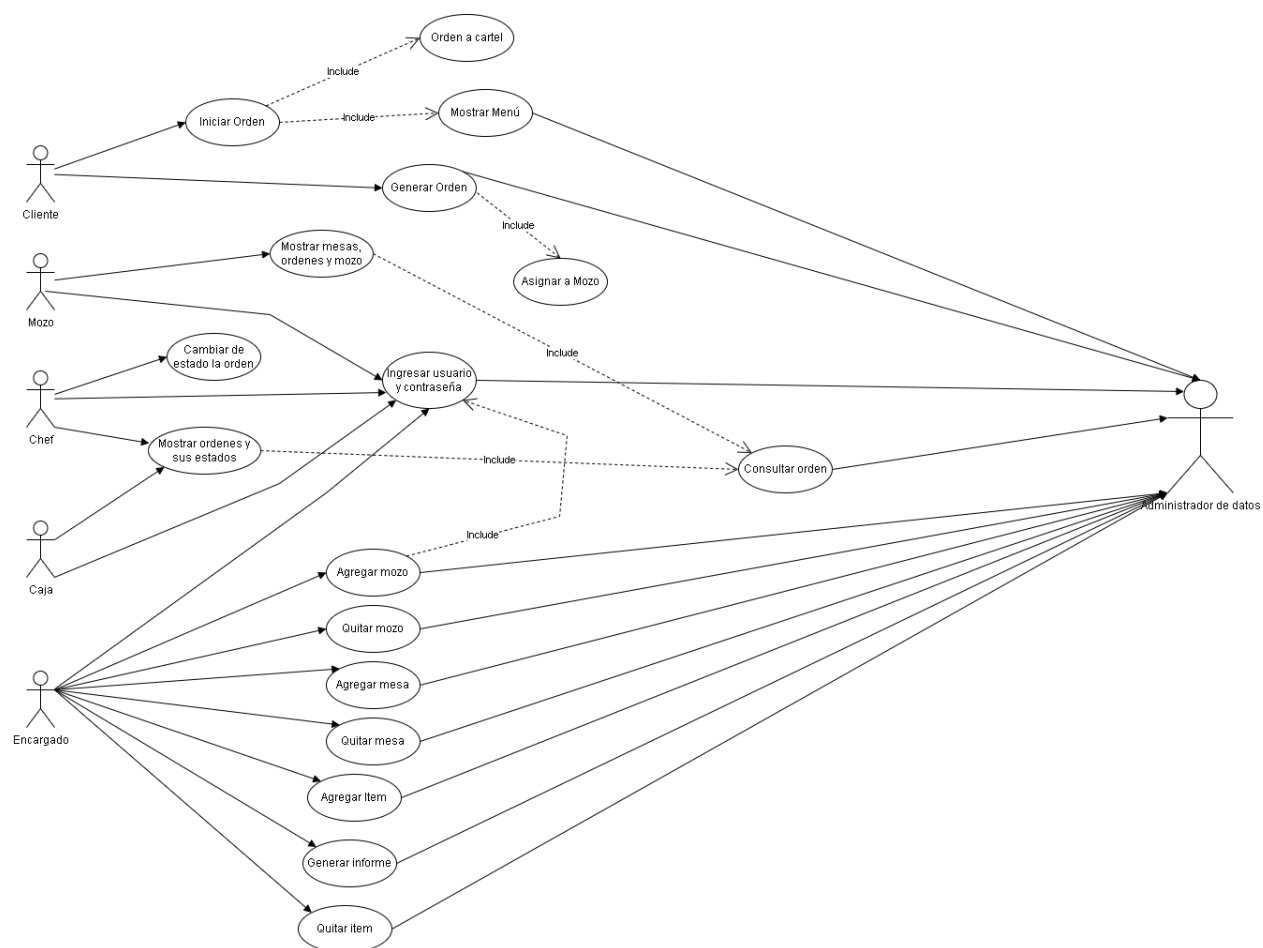 Orden a cartel
Include
Iniciar Orden
Include
Mostrar Menú
Cliente
Generar Orden
Include
Mostrar mesas,
ordenes y mozo
Asignar a Mozo
Mozo
Cambiar de
estado la orden
Include
Ingresar usuario
y contraseña
Chef
Mostrar ordenes y
sus estados
Include
Consultar orden
Administrador de datos
Include
Caja
Agregar mozo
Quitar mozo
Agregar mesa
Encargado
Quitar mesa
Agregar Item
Generar informe
Quitar item